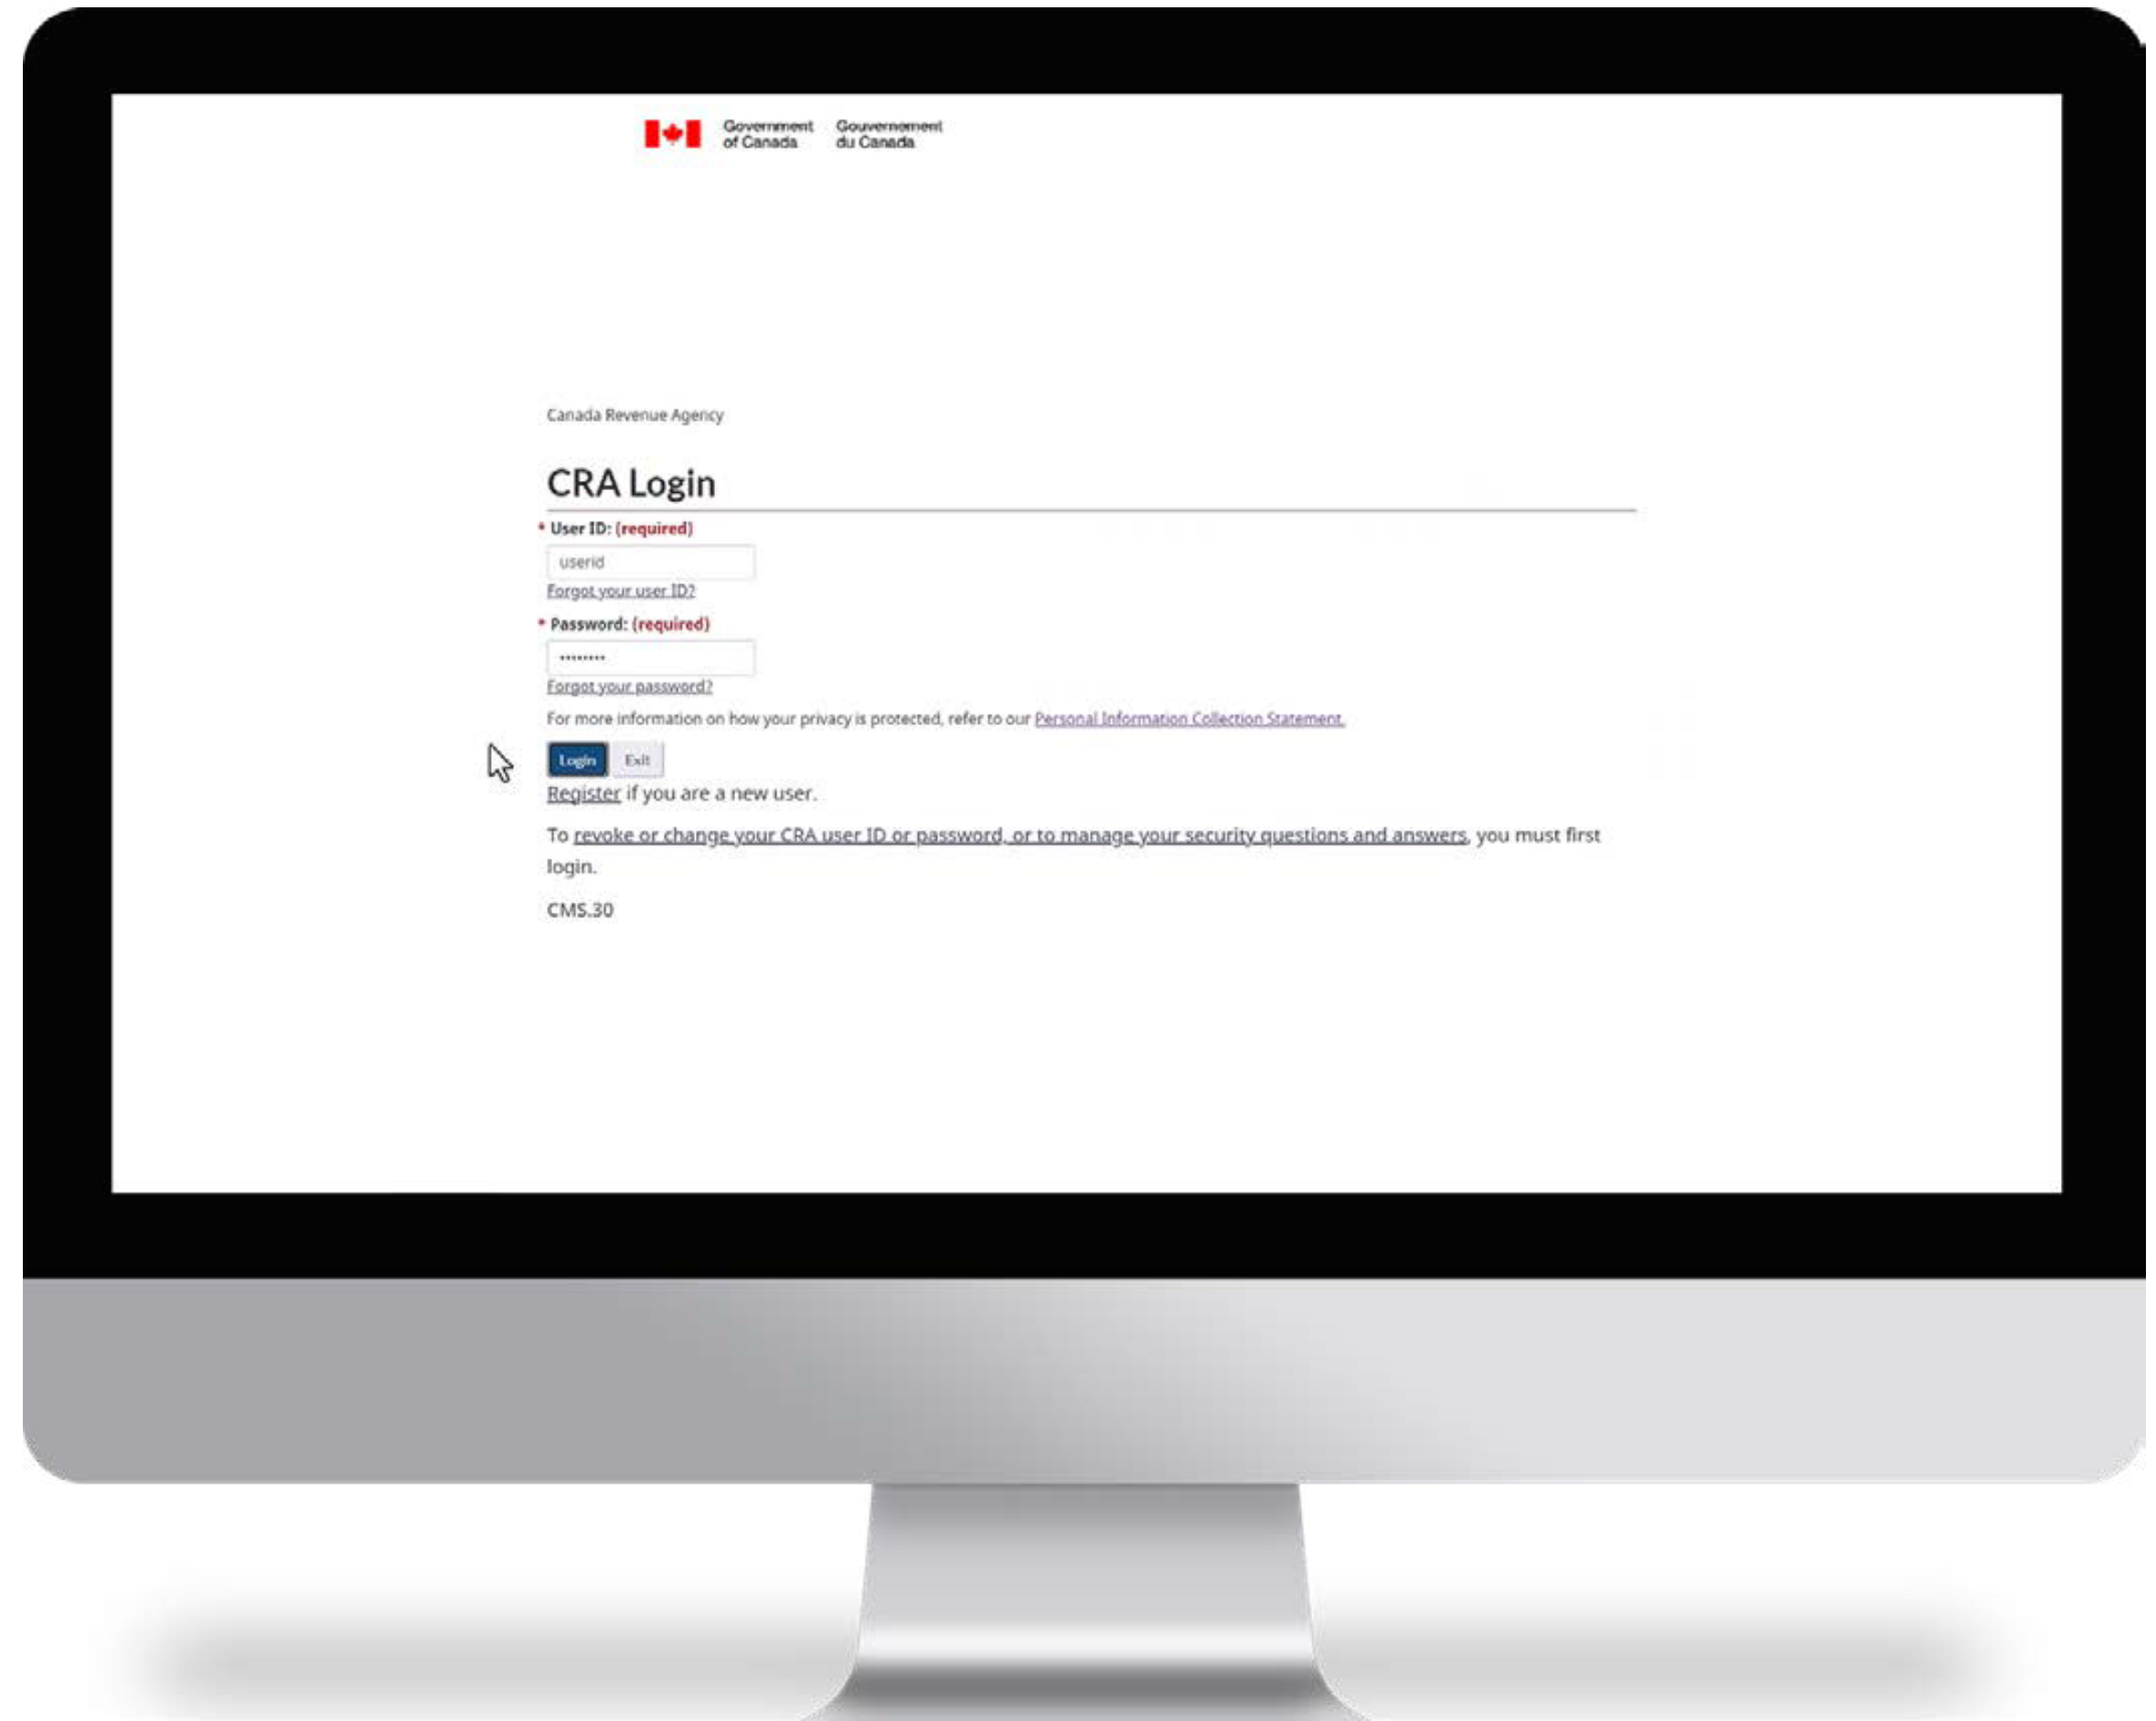 Government
of Canada
Gouvernement
du Canada
Canada Revenue Agency
CRA Login
* User ID: (required)
userid
Forgot your user ID?
* Password: (required)
••••••••
Forgot your password?
For more information on how your privacy is protected, refer to our Personal Information Collection Statement.
Login Exit
Register if you are a new user.
To revoke or change your CRA user ID or password, or to manage your security questions and answers, you must first
login.
CMS.30